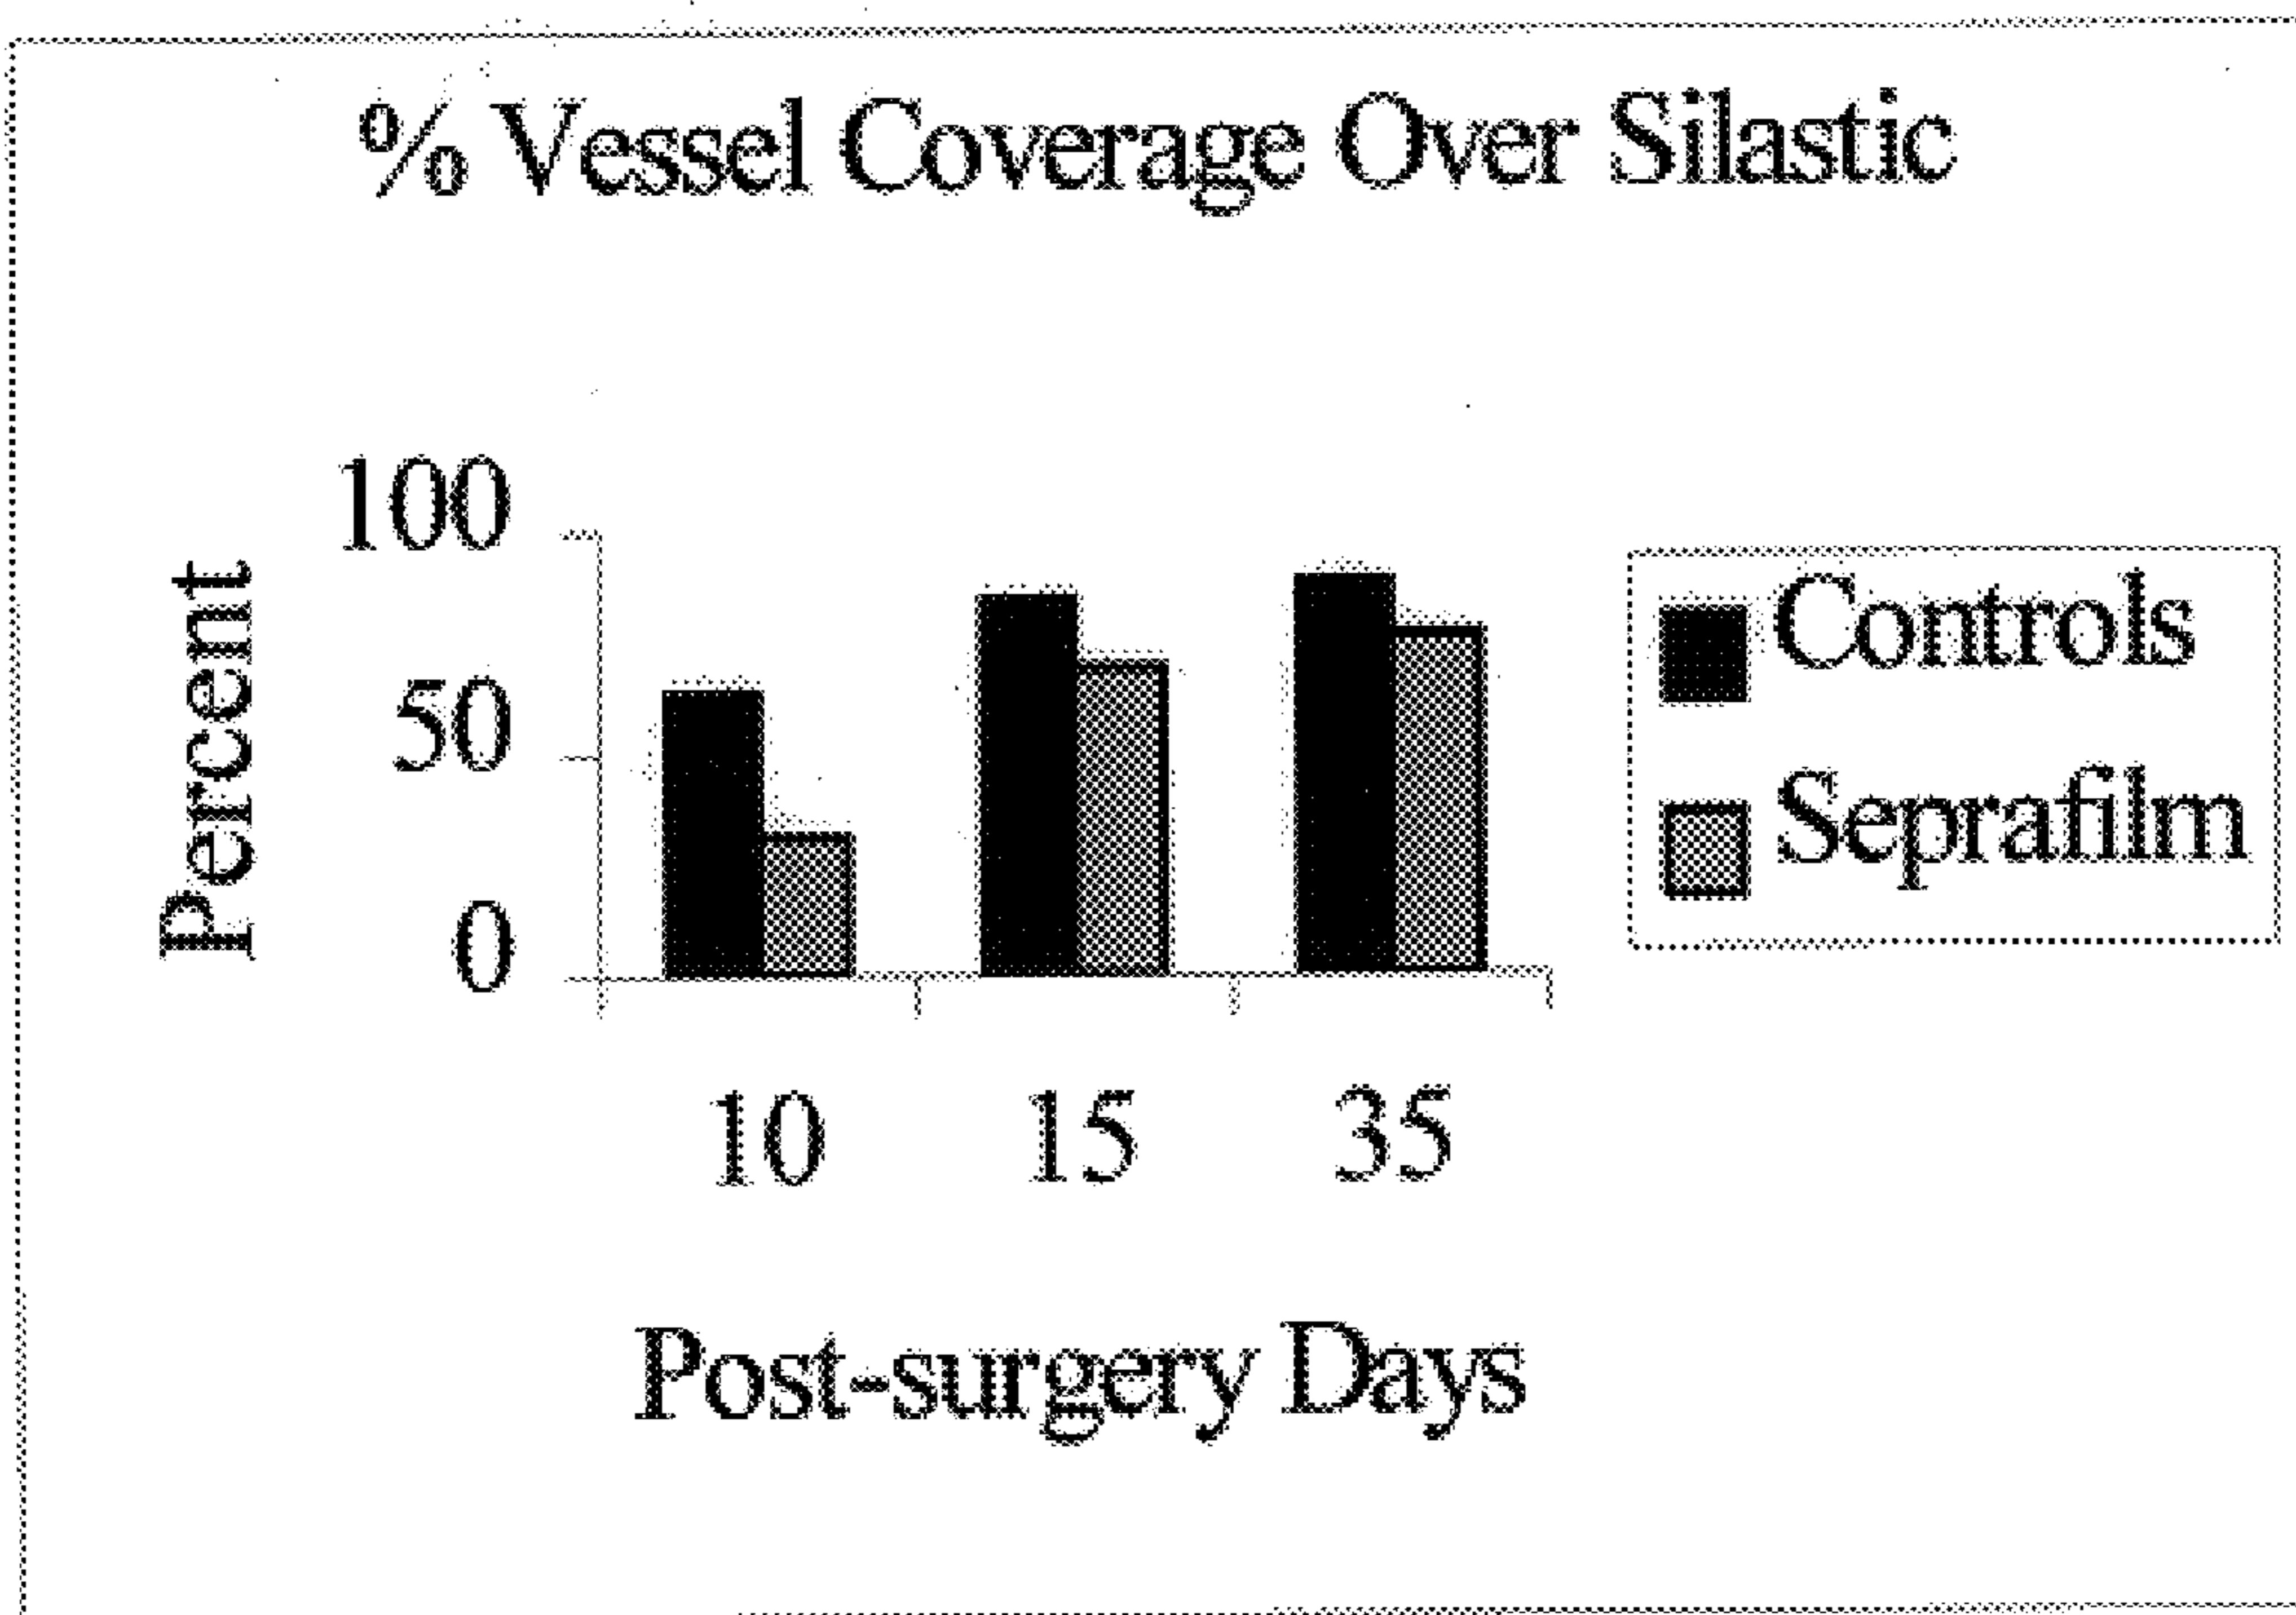 % Vessel Coverage Over Silastic
Percent
100
50
0
10 15 35
Post-surgery Days
Controls
Seprafilm